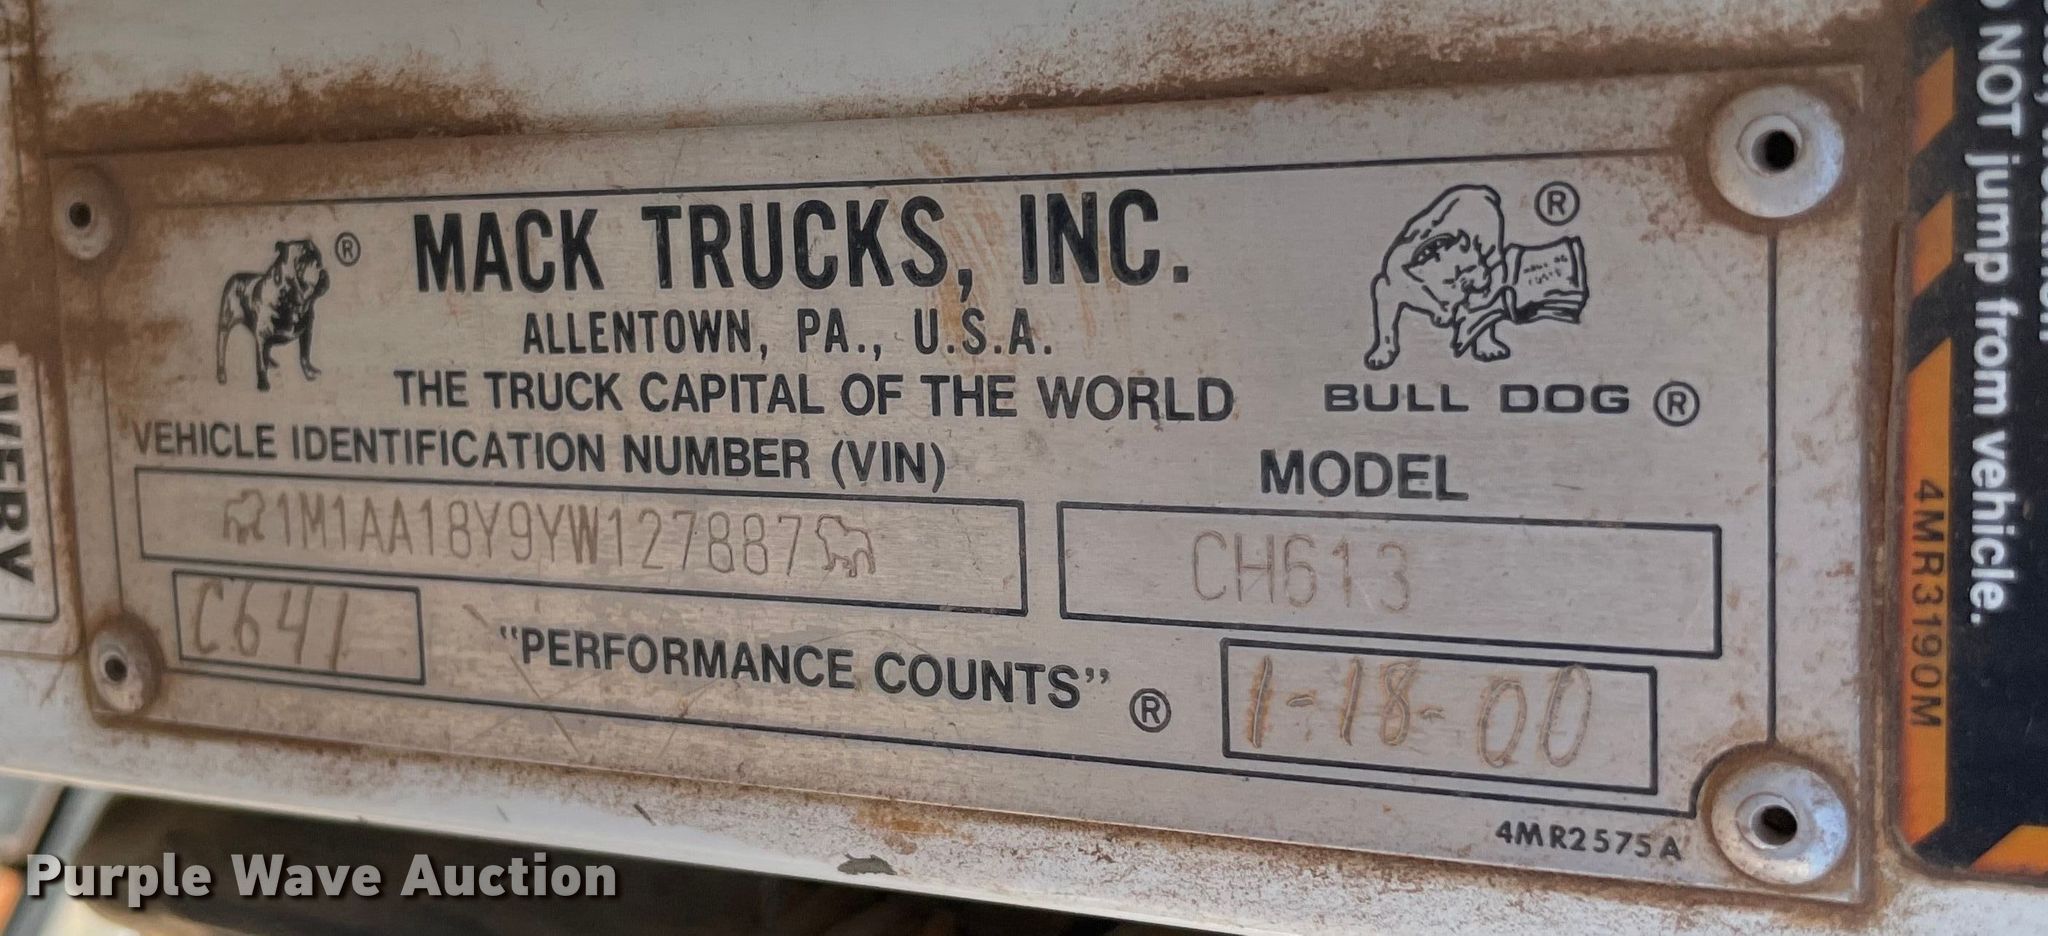 ®
MACK TRUCKS, INC.
®
ALLENTOWN, PA., U.S.A.
THE TRUCK CAPITAL OF THE WORLD
BULL DOG ®
VEHICLE IDENTIFICATION NUMBER (VIN)
MODEL
1M1AA18Y9YW127887
CH613
C641
"PERFORMANCE COUNTS" ®
1-18-00
4MR2575A
NOT jump from vehicle.
4MR3190M
Purple Wave Auction